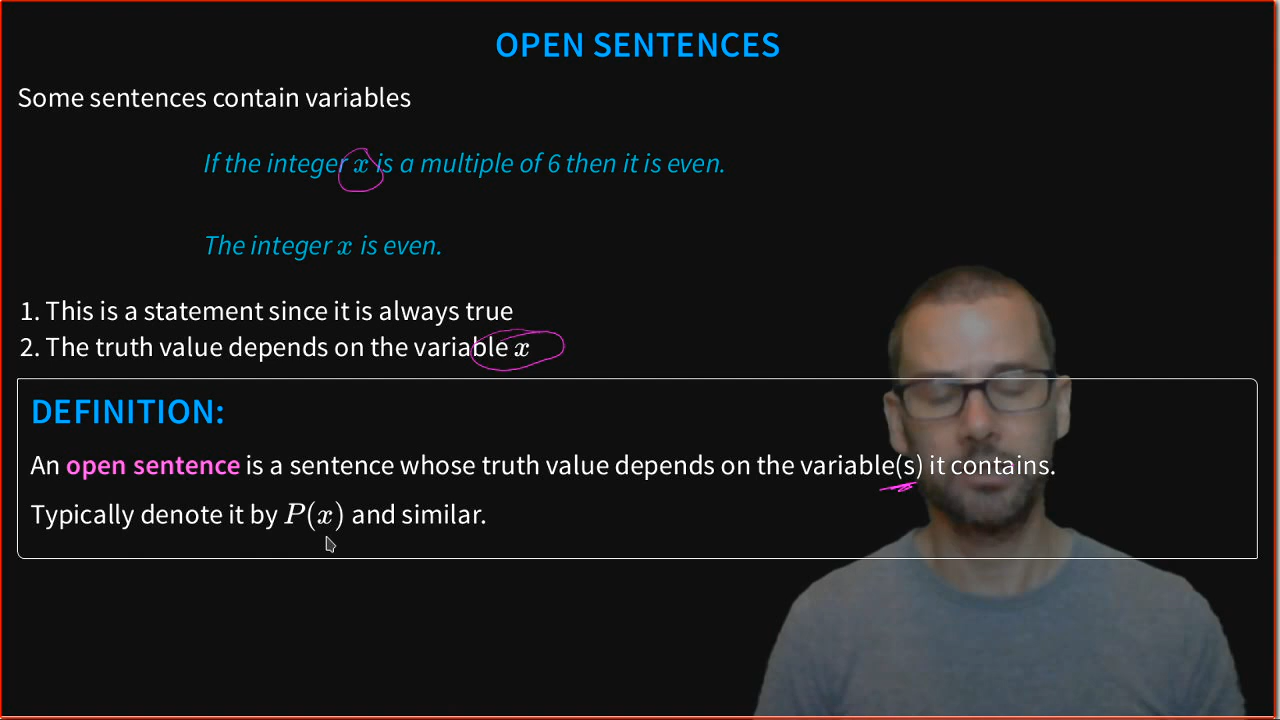 OPEN SENTENCES
Some sentences contain variables
If the integer x is a multiple of 6 then it is even.
The integer x is even.
1. This is a statement since it is always true
2. The truth value depends on the variable x
DEFINITION:
An open sentence is a sentence whose truth value depends on the variable(s) it contains.
Typically denote it by P(x) and similar.